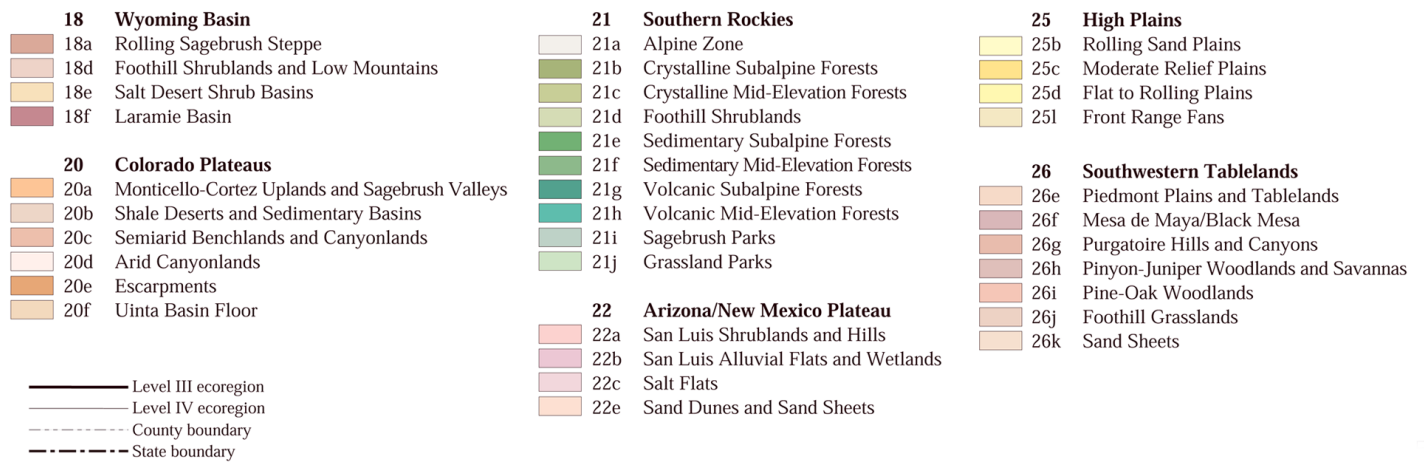 18 Wyoming Basin
18a Rolling Sagebrush Steppe
18d Foothill Shrublands and Low Mountains
18e Salt Desert Shrub Basins
18f Laramie Basin
20 Colorado Plateaus
20a Monticello-Cortez Uplands and Sagebrush Valleys
20b Shale Deserts and Sedimentary Basins
20c Semiarid Benchlands and Canyonlands
20d Arid Canyonlands
20e Escarpments
20f Uinta Basin Floor
Level III ecoregion
Level IV ecoregion
County boundary
State boundary
21 Southern Rockies
21a Alpine Zone
21b Crystalline Subalpine Forests
21c Crystalline Mid-Elevation Forests
21d Foothill Shrublands
21e Sedimentary Subalpine Forests
21f Sedimentary Mid-Elevation Forests
21g Volcanic Subalpine Forests
21h Volcanic Mid-Elevation Forests
21i Sagebrush Parks
21j Grassland Parks
22 Arizona/New Mexico Plateau
22a San Luis Shrublands and Hills
22b San Luis Alluvial Flats and Wetlands
22c Salt Flats
22e Sand Dunes and Sand Sheets
25 High Plains
25b Rolling Sand Plains
25c Moderate Relief Plains
25d Flat to Rolling Plains
25l Front Range Fans
26 Southwestern Tablelands
26e Piedmont Plains and Tablelands
26f Mesa de Maya/Black Mesa
26g Purgatoire Hills and Canyons
26h Pinyon-Juniper Woodlands and Savannas
26i Pine-Oak Woodlands
26j Foothill Grasslands
26k Sand Sheets